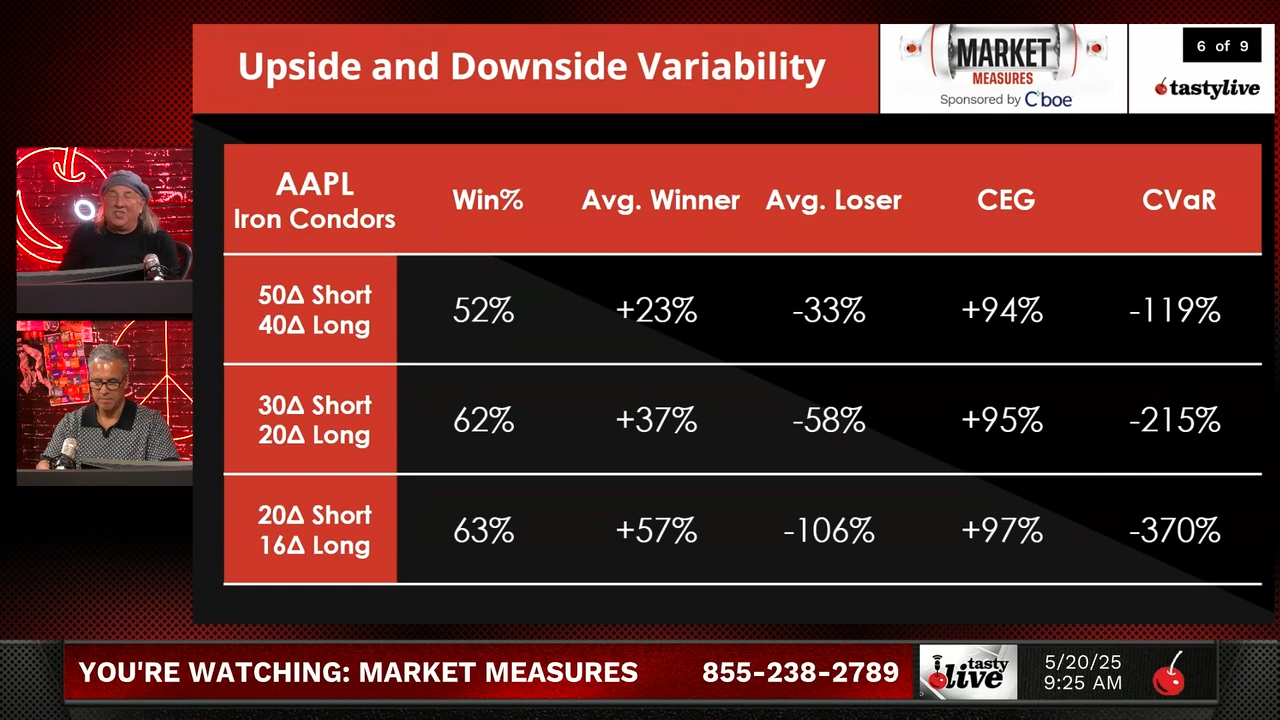 Upside and Downside Variability
MARKET
MEASURES
Sponsored by Cboe
6 of 9
tastylive
AAPL
Iron Condors
Win%
Avg. Winner
Avg. Loser
CEG
CVaR
50Δ Short
40Δ Long
52%
+23%
-33%
+94%
-119%
30Δ Short
20Δ Long
62%
+37%
-58%
+95%
-215%
20Δ Short
16Δ Long
63%
+57%
-106%
+97%
-370%
YOU'RE WATCHING: MARKET MEASURES
855-238-2789
tasty
live
5/20/25
9:25 AM